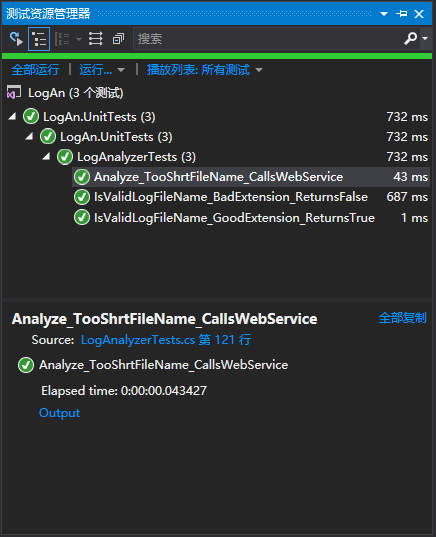 测试资源管理器
搜索
全部运行 | 运行... | 播放列表: 所有测试
LogAn (3 个测试)
LogAn.UnitTests (3) 732 ms
LogAn.UnitTests (3) 732 ms
LogAnalyzerTests (3) 732 ms
Analyze_TooShrtFileName_CallsWebService 43 ms
IsValidLogFileName_BadExtension_ReturnsFalse 687 ms
IsValidLogFileName_GoodExtension_ReturnsTrue 1 ms
Analyze_TooShrtFileName_CallsWebService 全部复制
Source: LogAnalyzerTests.cs 第 121 行
Analyze_TooShrtFileName_CallsWebService
Elapsed time: 0:00:00.043427
Output